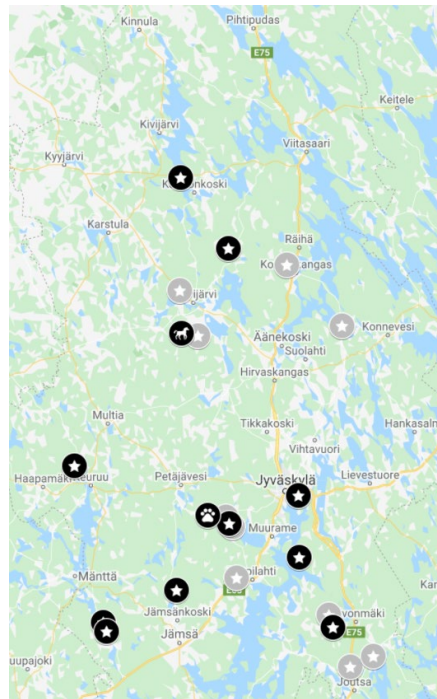 Kinnula
Pihtipudas
E75
Keitele
Kivijärvi
Viitasaari
Kyyjärvi
Karstula
Räihä
Äänekoski
Konnevesi
Suolahti
Hirvaskangas
Multia
Tikkakoski
Hankasalm
Vihtavuori
Haapamäki
Petäjävesi
Jyväskylä
Lievestuore
Muurame
Mänttä
Jämsänkoski
E75
Jämsä
Joutsa